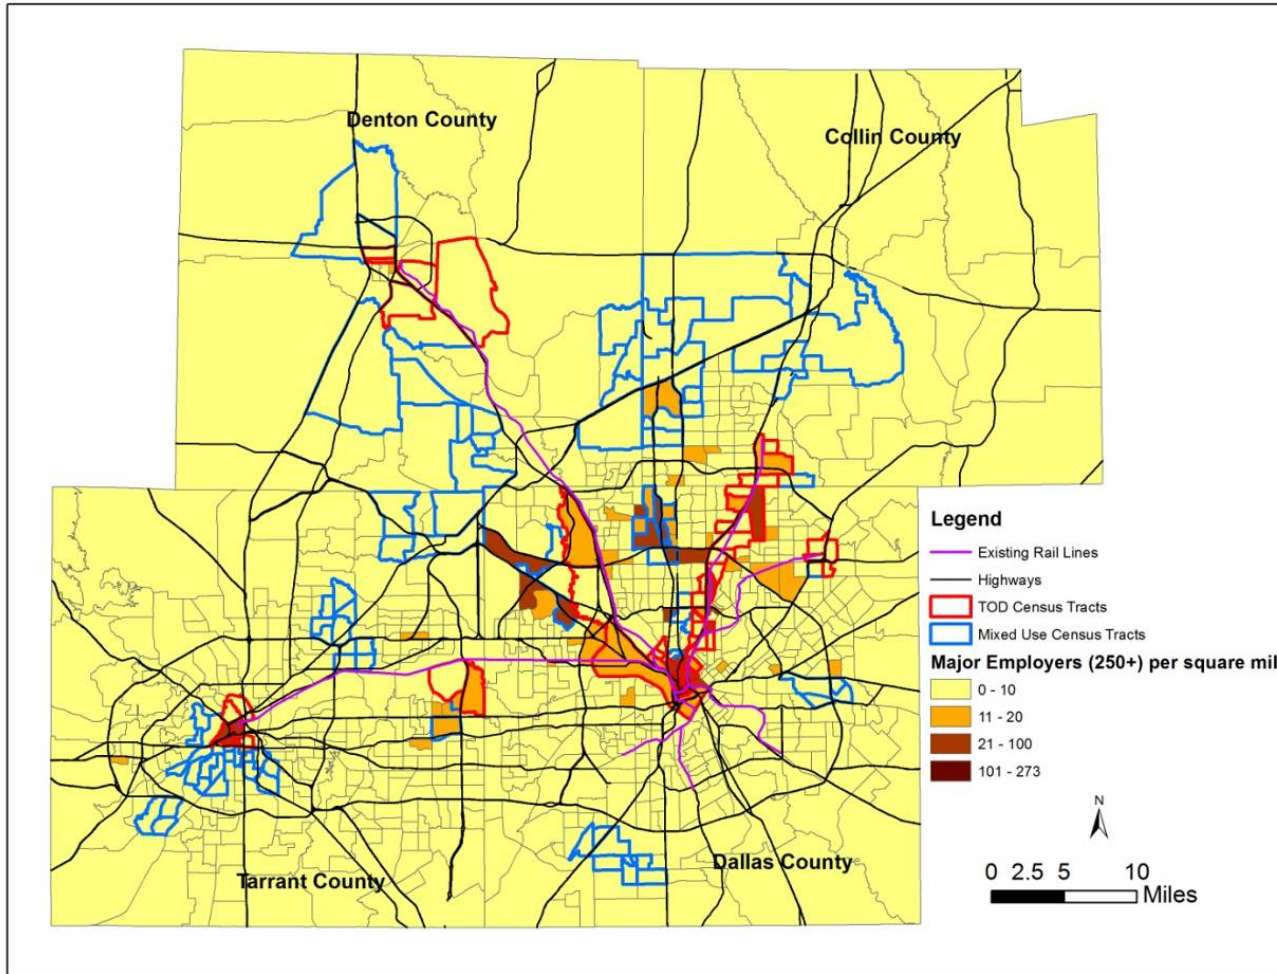 Denton County
Collin County
Legend
Existing Rail Lines
Highways
TOD Census Tracts
Mixed Use Census Tracts
Major Employers (250+) per square mil
0 - 10
11 - 20
21 - 100
101 - 273
N
0 2.5 5 10
Miles
Dallas County
Tarrant County